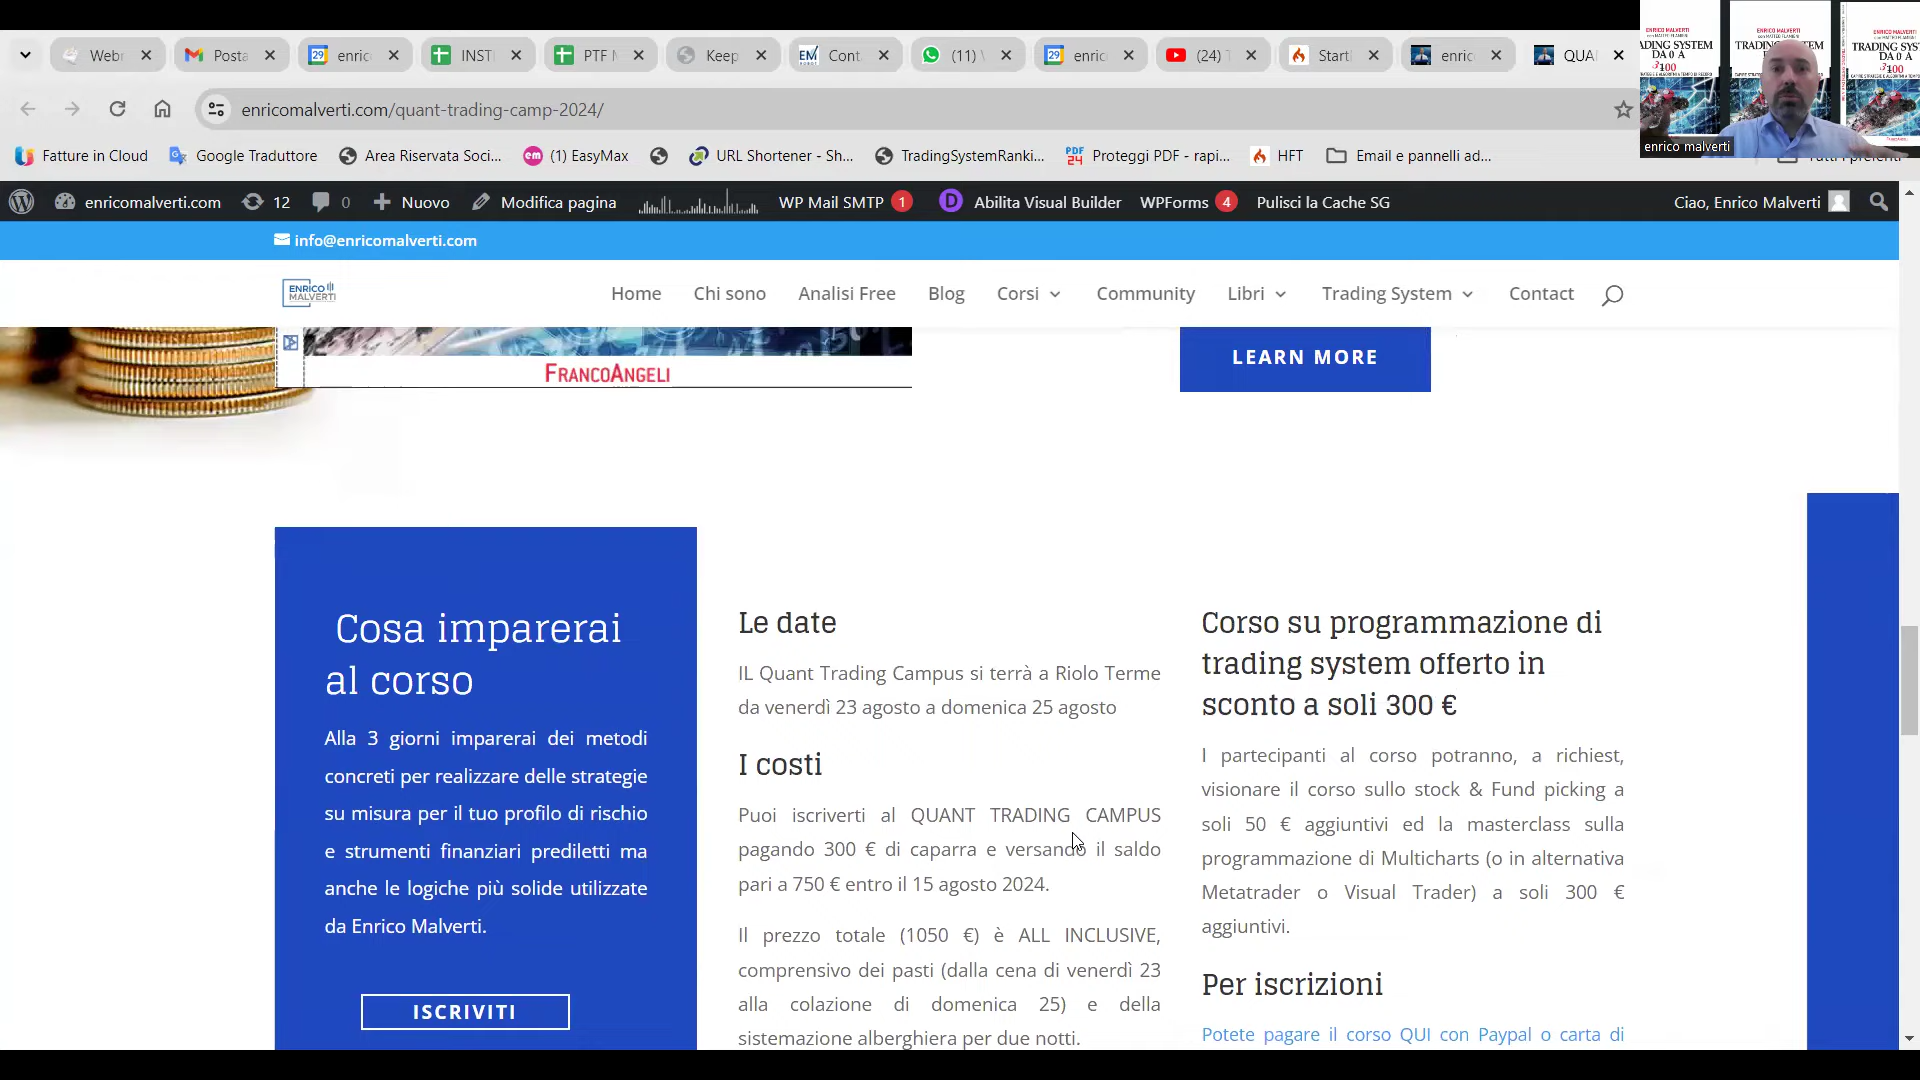 Webr
Posta
enric
INSTI
PTF M
Keep
Cont
(11)
enric
(24)
Starti
enric
QUA
enricomalverti.com/quant-trading-camp-2024/
Fatture in Cloud
Google Traduttore
Area Riservata Soci...
(1) EasyMax
URL Shortener - Sh...
TradingSystemRanki...
Proteggi PDF - rapi...
HFT
Email e pannelli ad...
enrico malverti
enricomalverti.com
12
0
Nuovo
Modifica pagina
WP Mail SMTP 1
Abilita Visual Builder
WPForms 4
Pulisci la Cache SG
Ciao, Enrico Malverti
info@enricomalverti.com
ENRICO
MALVERTI
Home
Chi sono
Analisi Free
Blog
Corsi
Community
Libri
Trading System
Contact
FRANCOANGELI
LEARN MORE
Cosa imparerai
al corso
Alla 3 giorni imparerai dei metodi
concreti per realizzare delle strategie
su misura per il tuo profilo di rischio
e strumenti finanziari prediletti ma
anche le logiche più solide utilizzate
da Enrico Malverti.
ISCRIVITI
Le date
IL Quant Trading Campus si terrà a Riolo Terme
da venerdì 23 agosto a domenica 25 agosto
I costi
Puoi iscriverti al QUANT TRADING CAMPUS
pagando 300 € di caparra e versando il saldo
pari a 750 € entro il 15 agosto 2024.
Il prezzo totale (1050 €) è ALL INCLUSIVE,
comprensivo dei pasti (dalla cena di venerdì 23
alla colazione di domenica 25) e della
sistemazione alberghiera per due notti.
Corso su programmazione di
trading system offerto in
sconto a soli 300 €
I partecipanti al corso potranno, a richiest,
visionare il corso sullo stock & Fund picking a
soli 50 € aggiuntivi ed la masterclass sulla
programmazione di Multicharts (o in alternativa
Metatrader o Visual Trader) a soli 300 €
aggiuntivi.
Per iscrizioni
Potete pagare il corso QUI con Paypal o carta di